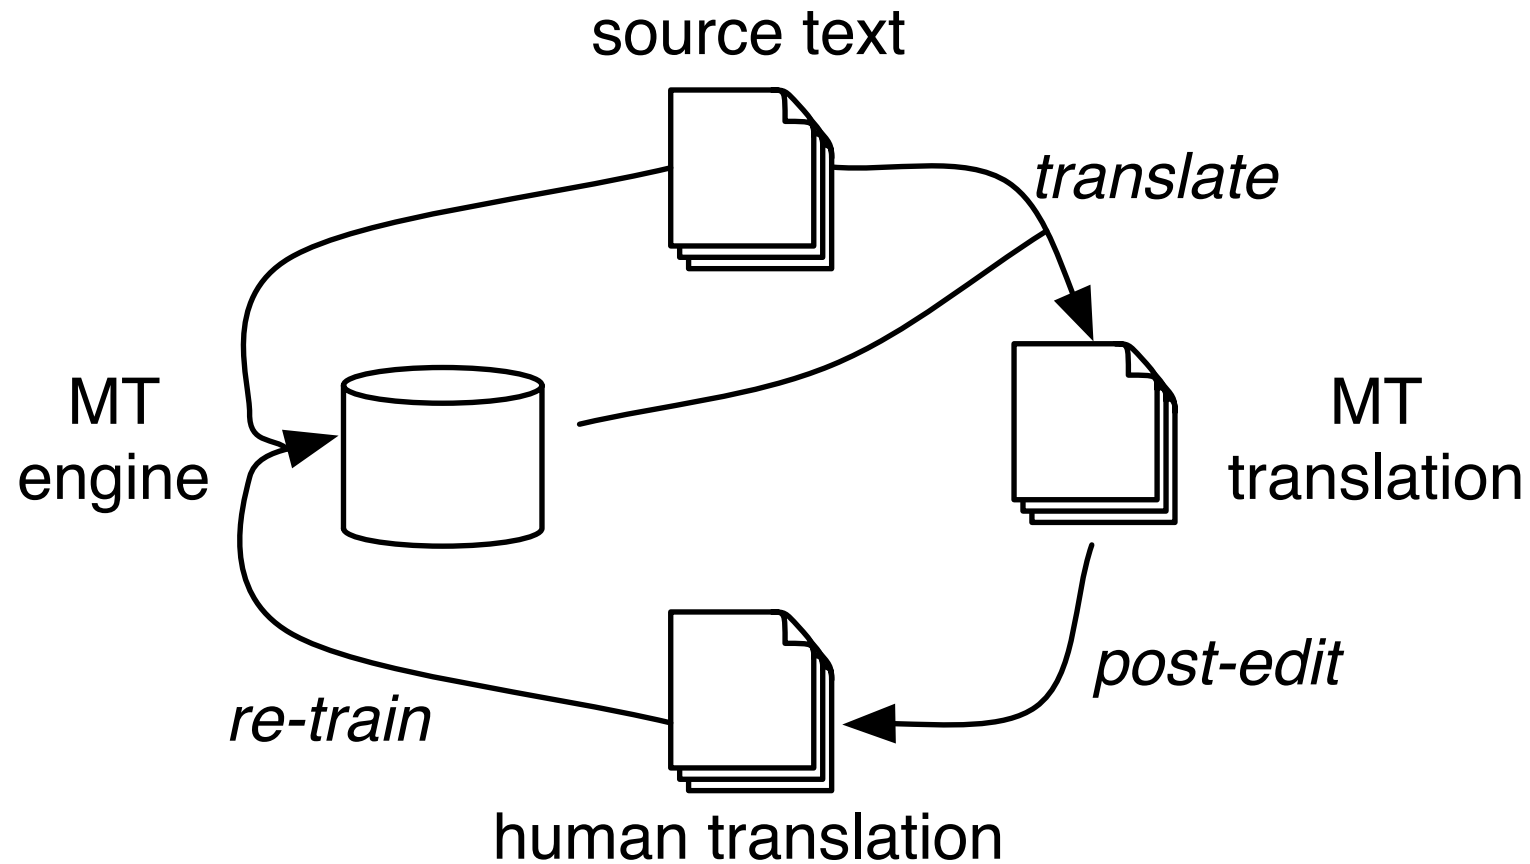 source text
translate
MT
engine
MT
translation
post-edit
re-train
human translation